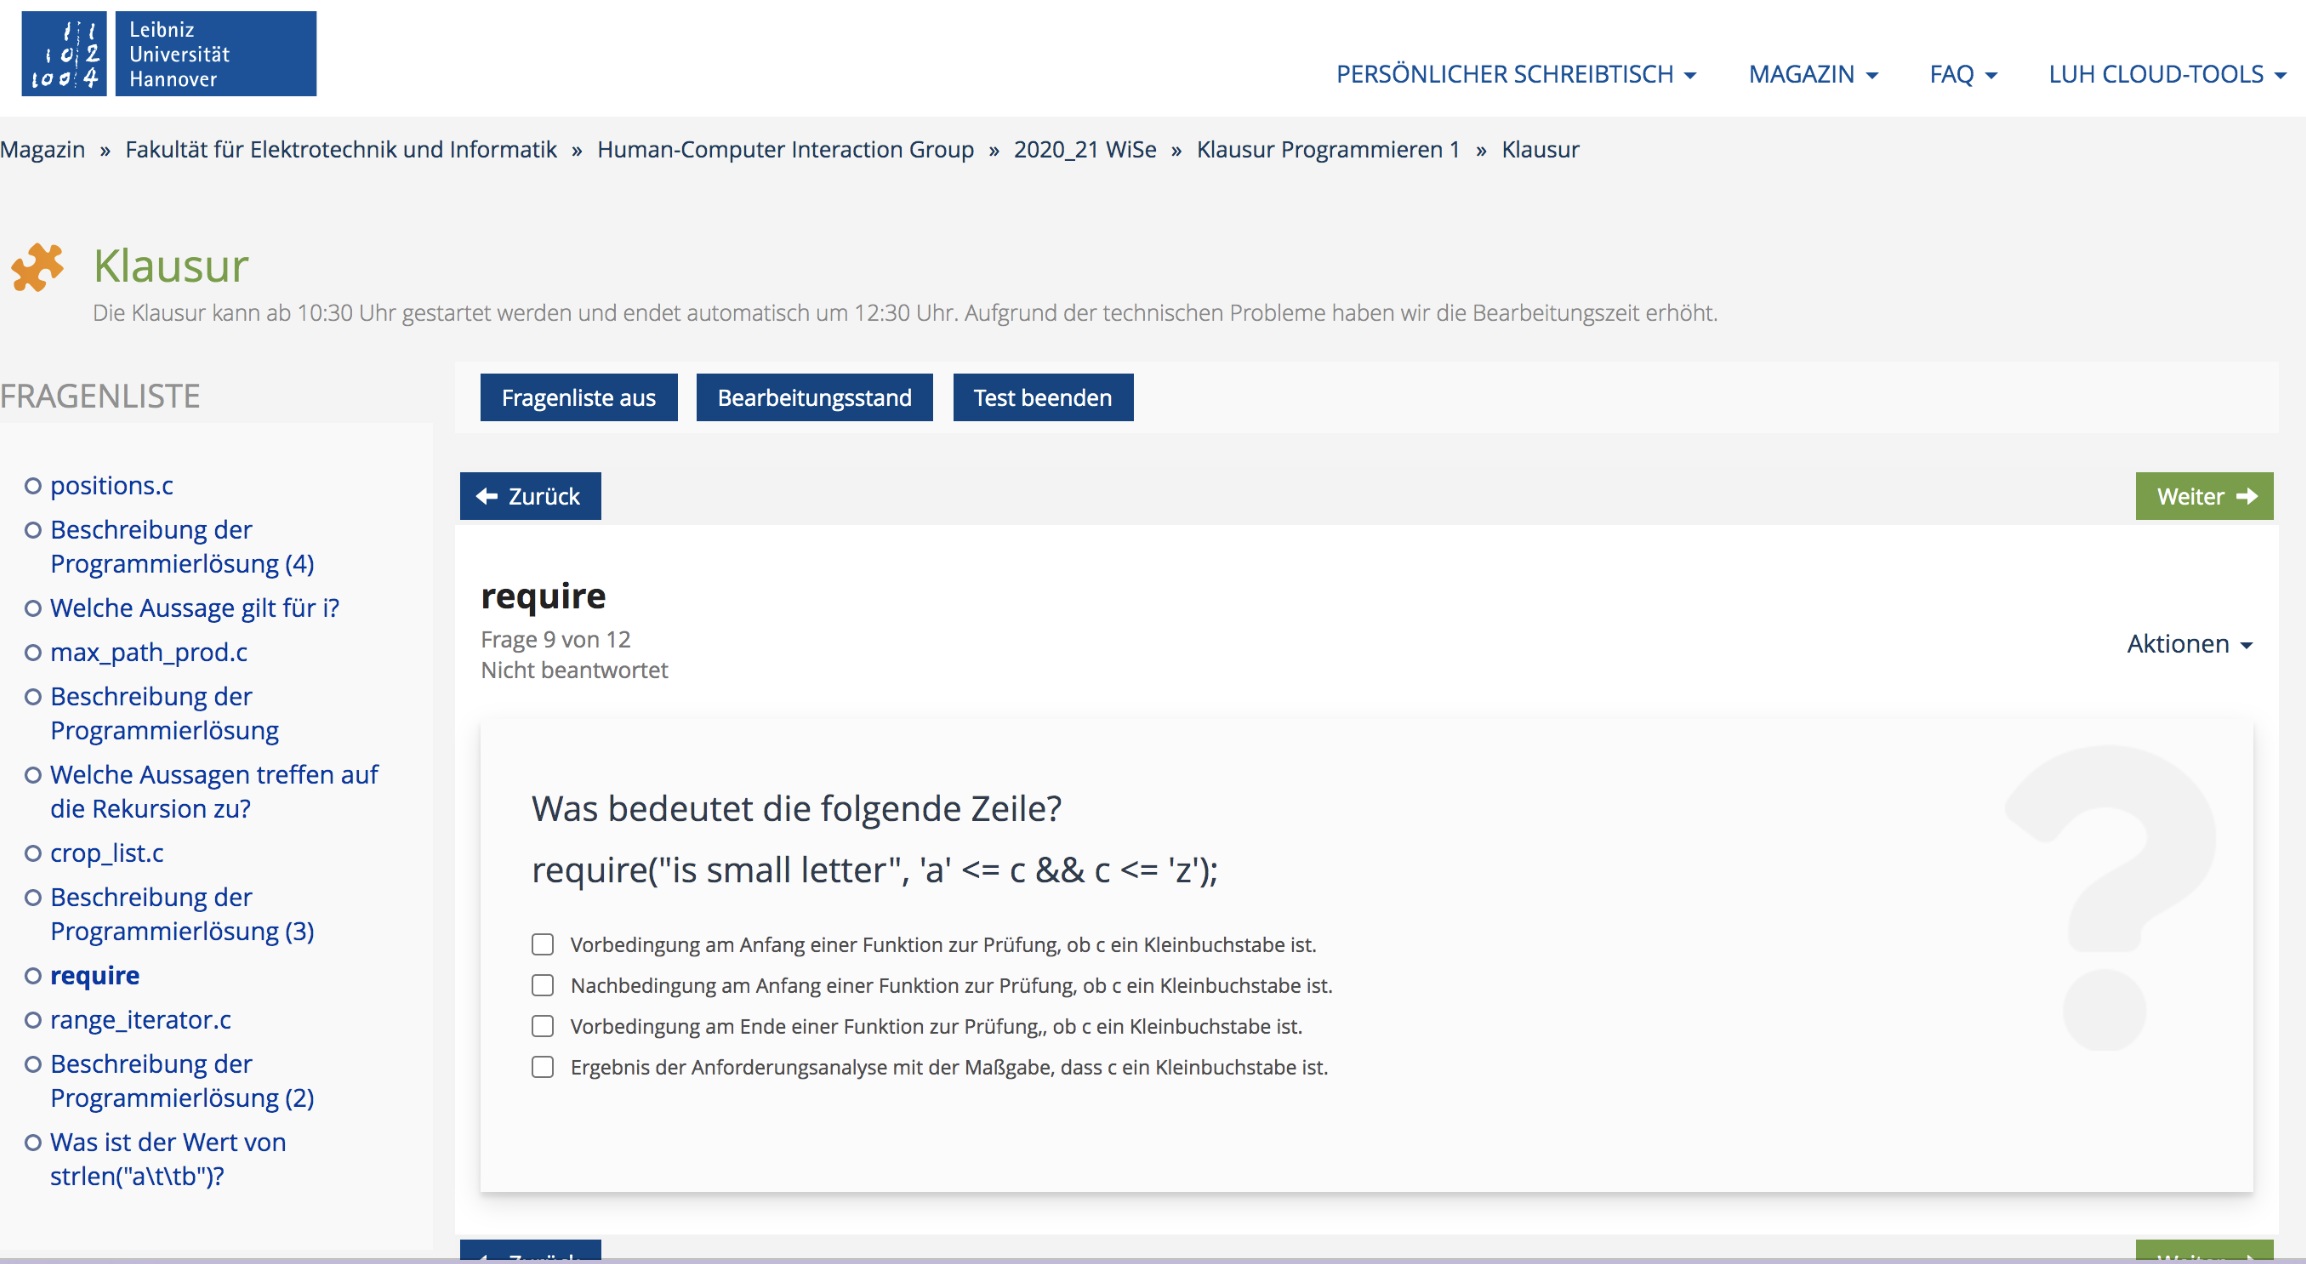 Leibniz
Universität
Hannover
PERSÖNLICHER SCHREIBTISCH
MAGAZIN
FAQ
LUH CLOUD-TOOLS
Magazin » Fakultät für Elektrotechnik und Informatik » Human-Computer Interaction Group » 2020_21 WiSe » Klausur Programmieren 1 » Klausur
Klausur
Die Klausur kann ab 10:30 Uhr gestartet werden und endet automatisch um 12:30 Uhr. Aufgrund der technischen Probleme haben wir die Bearbeitungszeit erhöht.
FRAGENLISTE
positions.c
Beschreibung der
Programmierlösung (4)
Welche Aussage gilt für i?
max_path_prod.c
Beschreibung der
Programmierlösung
Welche Aussagen treffen auf
die Rekursion zu?
crop_list.c
Beschreibung der
Programmierlösung (3)
require
range_iterator.c
Beschreibung der
Programmierlösung (2)
Was ist der Wert von
strlen("a\t\tb")?
Fragenliste aus
Bearbeitungsstand
Test beenden
Zurück
Weiter
require
Frage 9 von 12
Nicht beantwortet
Aktionen
Was bedeutet die folgende Zeile?
require("is small letter", 'a' <= c && c <= 'z');
Vorbedingung am Anfang einer Funktion zur Prüfung, ob c ein Kleinbuchstabe ist.
Nachbedingung am Anfang einer Funktion zur Prüfung, ob c ein Kleinbuchstabe ist.
Vorbedingung am Ende einer Funktion zur Prüfung,, ob c ein Kleinbuchstabe ist.
Ergebnis der Anforderungsanalyse mit der Maßgabe, dass c ein Kleinbuchstabe ist.